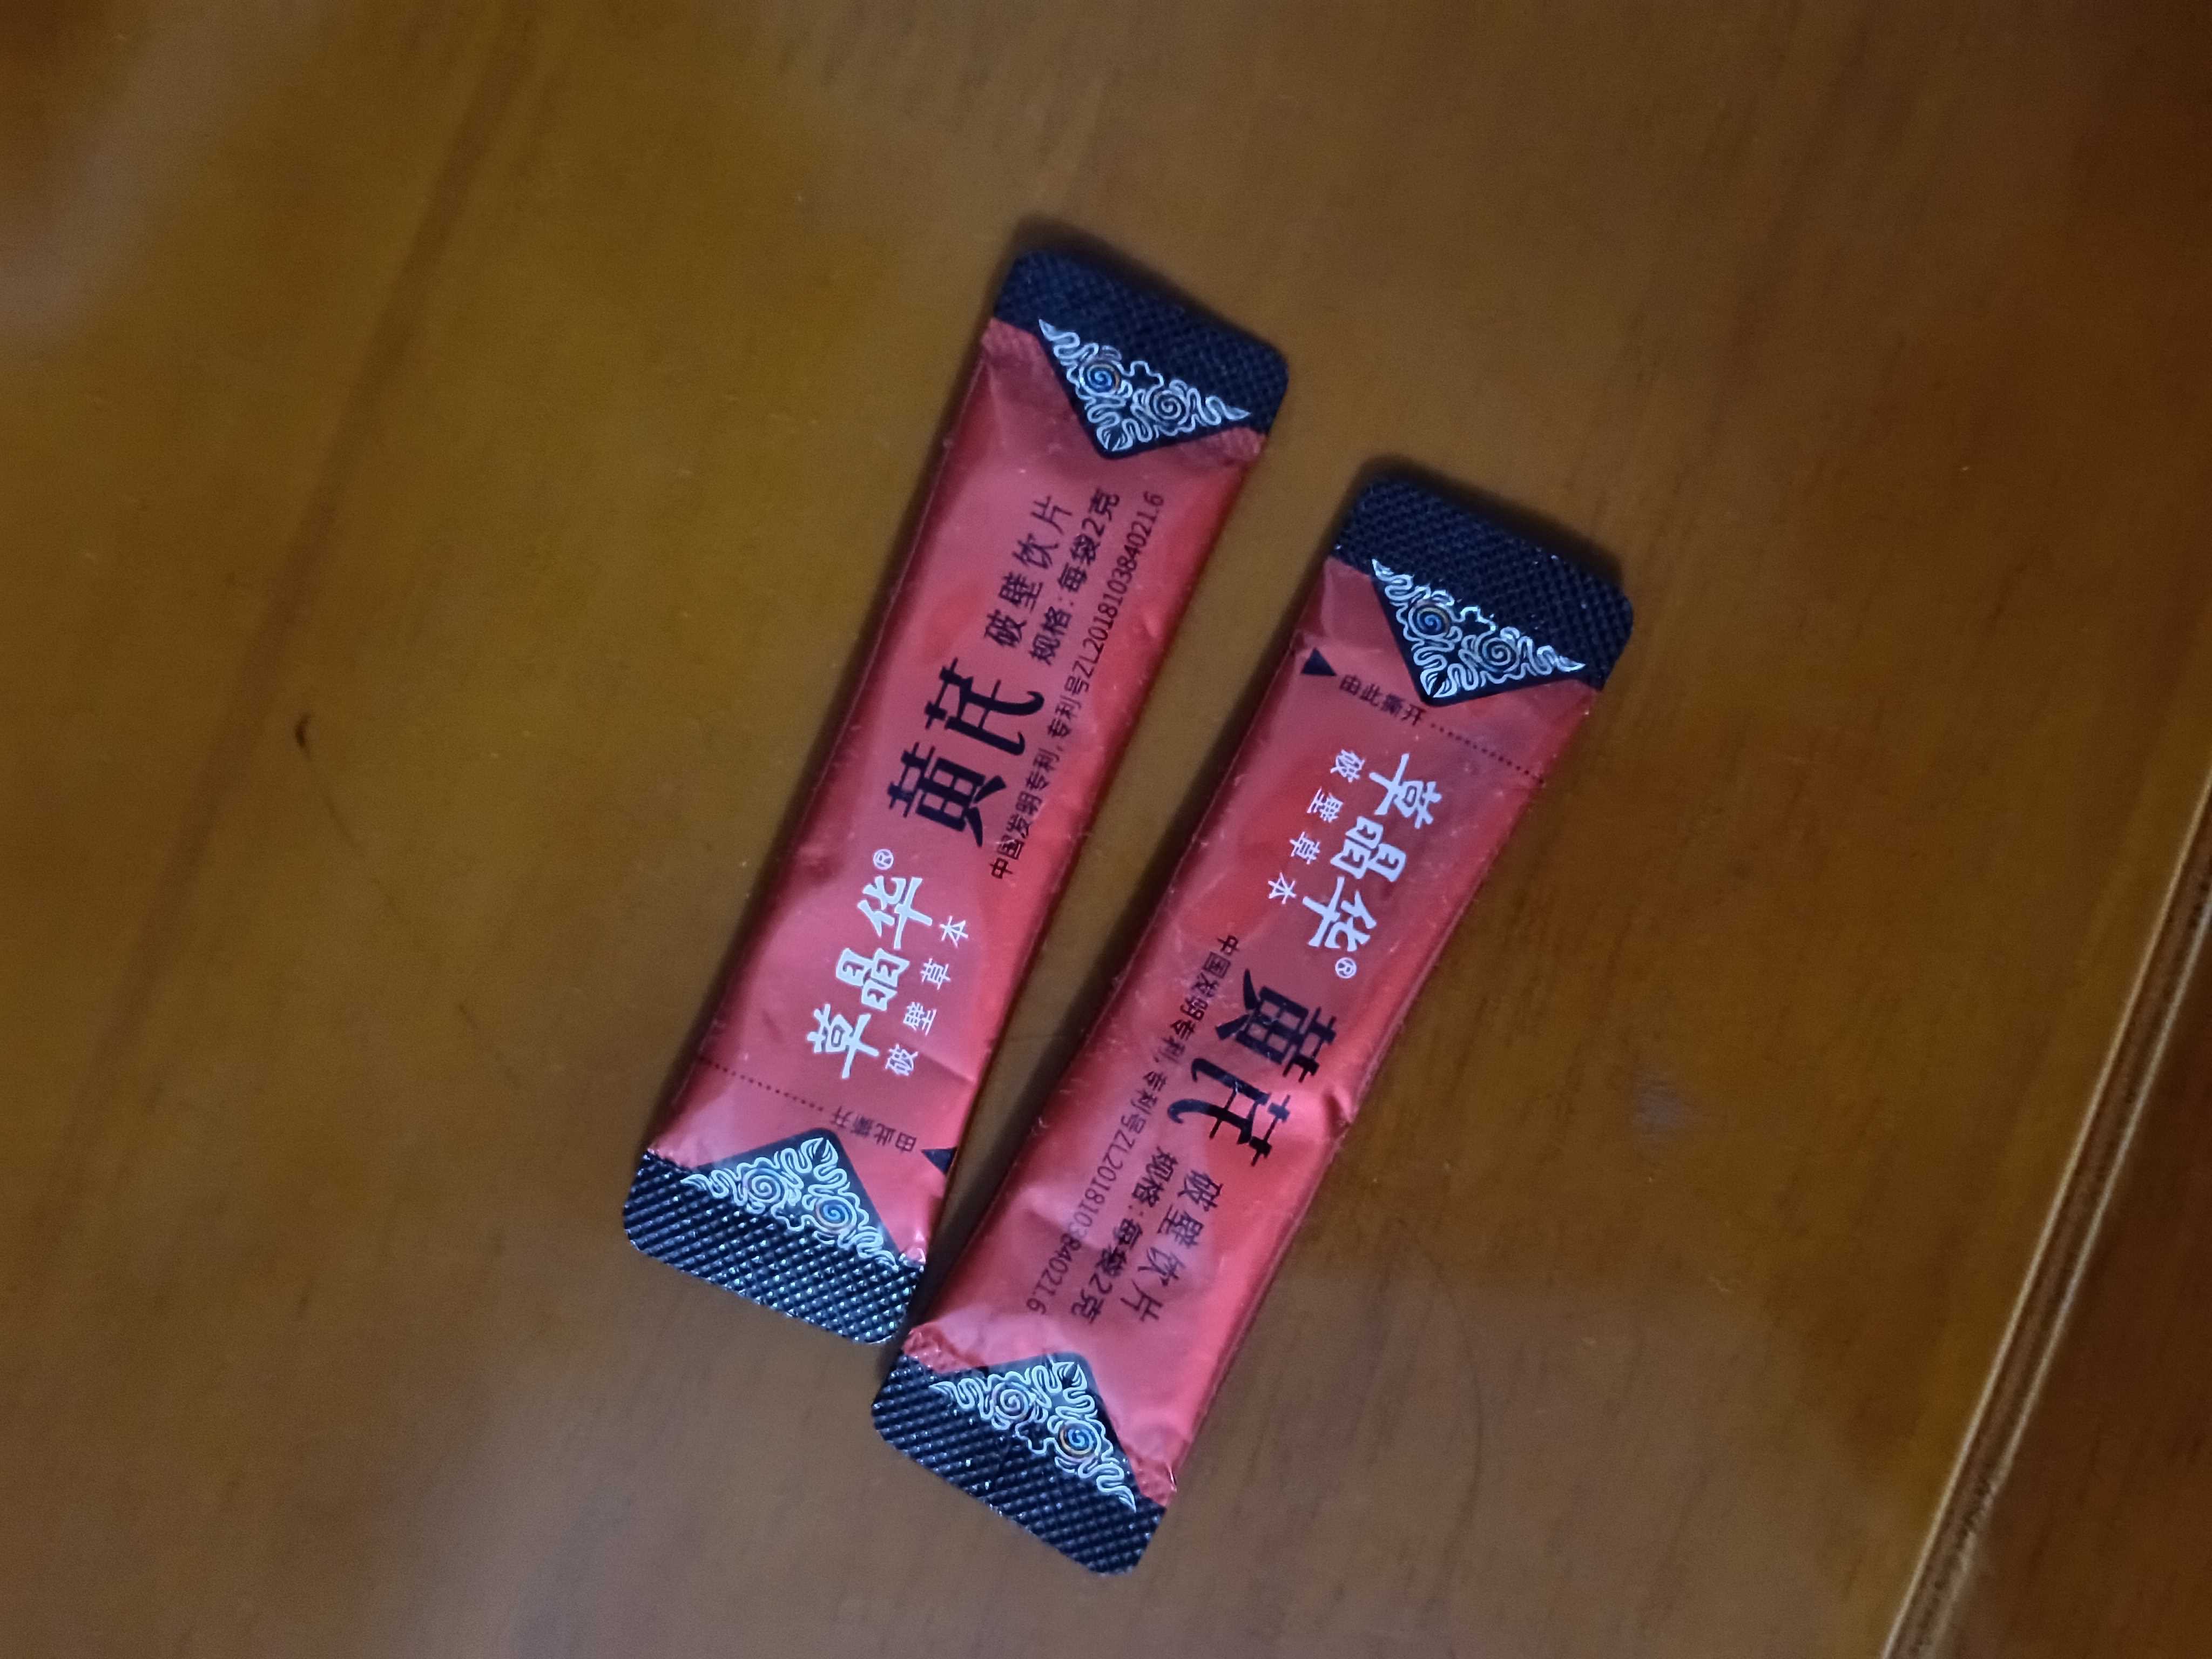 草晶华®
破壁草本
黄芪
破壁饮片
规格:每袋2克
中国发明专利,专利号ZL201810384021.6
由此撕开
由此撕开
草晶华®
破壁草本
黄芪
破壁饮片
规格:每袋2克
中国发明专利,专利号ZL201810384021.6